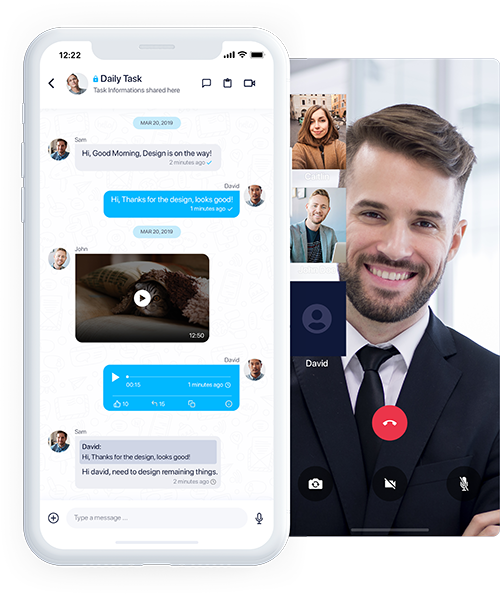 12:22
Daily Task
Task Informations shared here
MAR 20, 2019
Sam
Hi, Good Morning, Design is on the way!
2 minutes ago
David
Hi, Thanks for the design, looks good!
1 minutes ago
MAR 20, 2019
John
12:50
David
00:15
1 minutes ago
10
16
Sam
David:
Hi, Thanks for the design, looks good!
Hi david, need to design remaining things.
2 minutes ago
Type a message ...
David